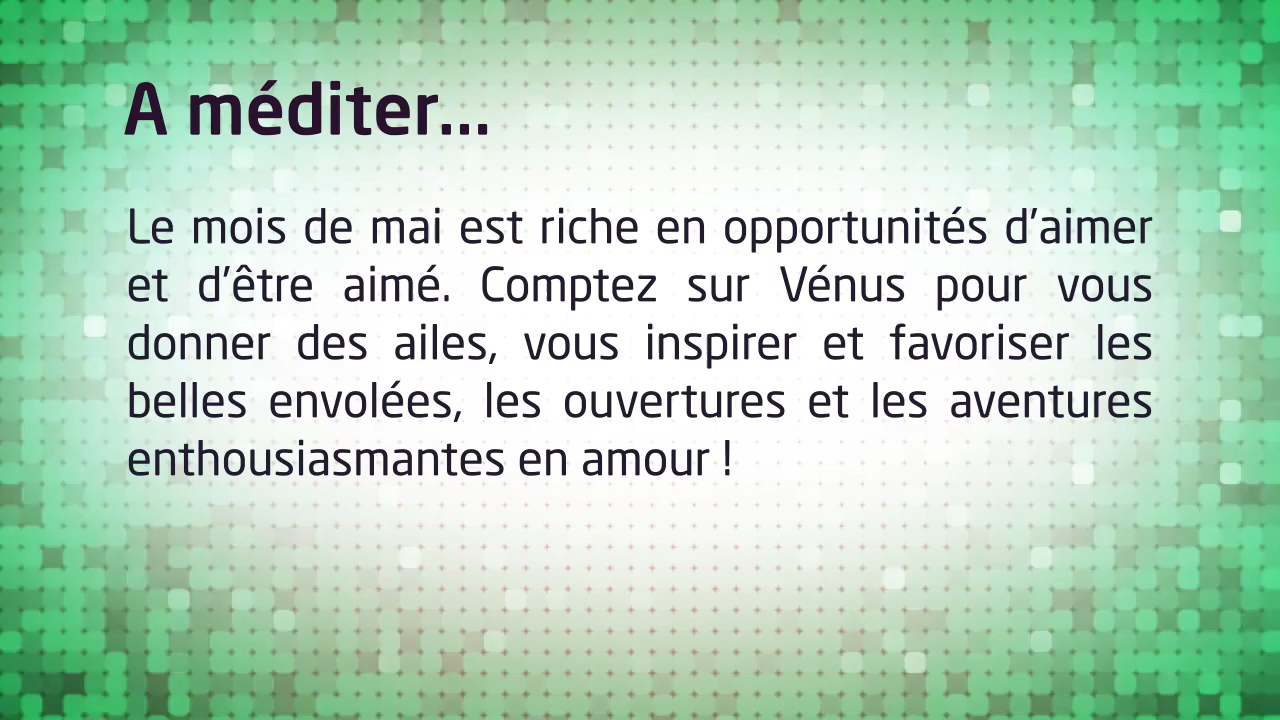 A méditer...
Le mois de mai est riche en opportunités d'aimer
et d'être aimé. Comptez sur Vénus pour vous
donner des ailes, vous inspirer et favoriser les
belles envolées, les ouvertures et les aventures
enthousiasmantes en amour !